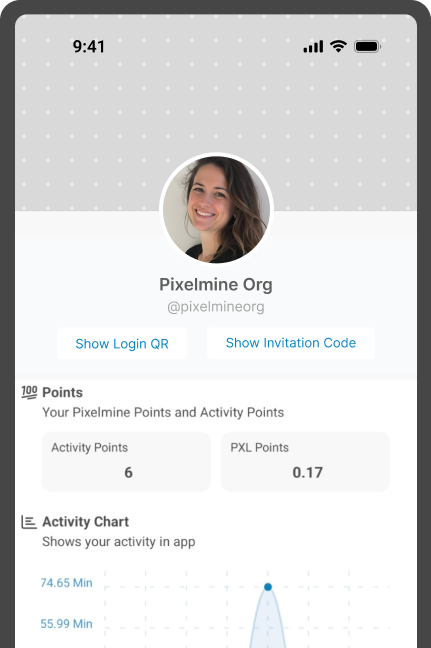 9:41
Pixelmine Org
@pixelmineorg
Show Login QR
Show Invitation Code
Points
Your Pixelmine Points and Activity Points
Activity Points
PXL Points
6
0.17
Activity Chart
Shows your activity in app
74.65 Min
55.99 Min